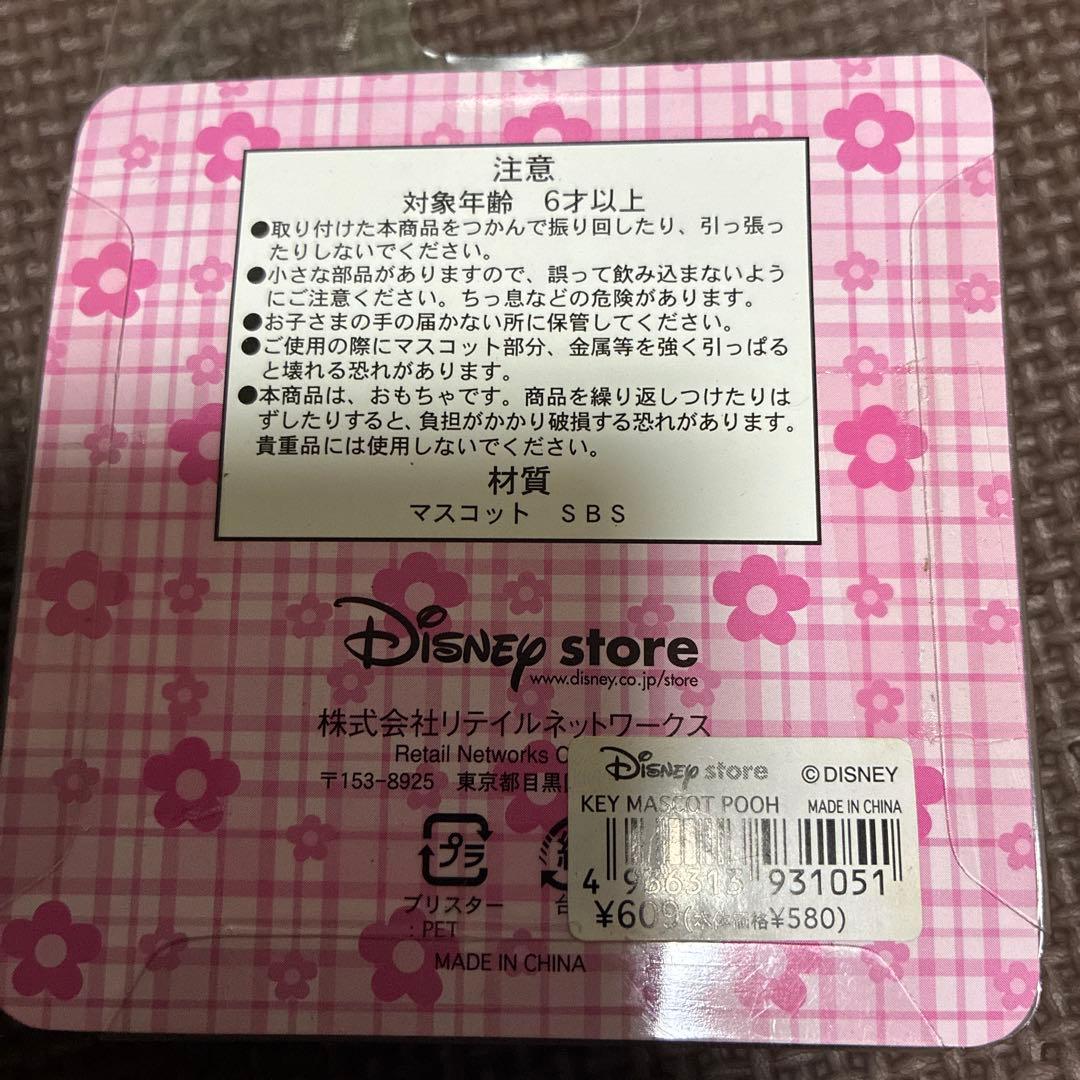 注意
対象年齢　6才以上
●取り付けた本商品をつかんで振り回したり、引っ張っ
たりしないでください。
●小さな部品がありますので、誤って飲み込まないよう
にご注意ください。ちっ息などの危険があります。
●お子さまの手の届かない所に保管してください。
●ご使用の際にマスコット部分、金属等を強く引っぱる
と壊れる恐れがあります。
●本商品は、おもちゃです。商品を繰り返しつけたりは
ずしたりすると、負担がかかり破損する恐れがあります。
貴重品には使用しないでください。
材質
マスコット　SBS
Disney store
www.disney.co.jp/store
株式会社リテイルネットワークス
Retail Networks
〒153-8925　東京都目黒
Disney store ©DISNEY
KEY MASCOT POOH MADE IN CHINA
4 936313 931051
¥609(本体価格¥580)
プラ
ブリスター
台
:PET
MADE IN CHINA